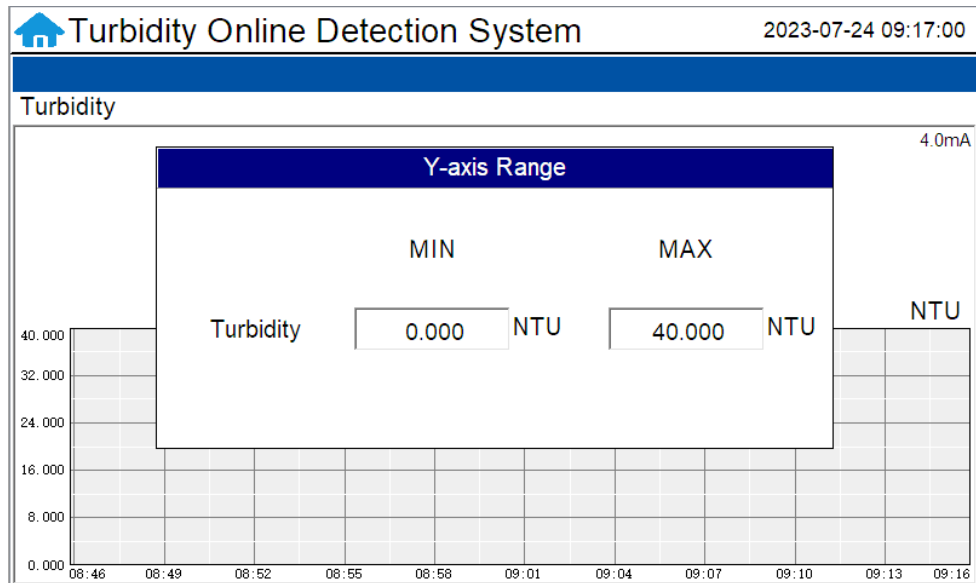 Turbidity Online Detection System 2023-07-24 09:17:00
Turbidity
4.0mA
Y-axis Range
MIN MAX
Turbidity 0.000 NTU 40.000 NTU
NTU
40.000
32.000
24.000
16.000
8.000
0.000
08:46 08:49 08:52 08:55 08:58 09:01 09:04 09:07 09:10 09:13 09:16